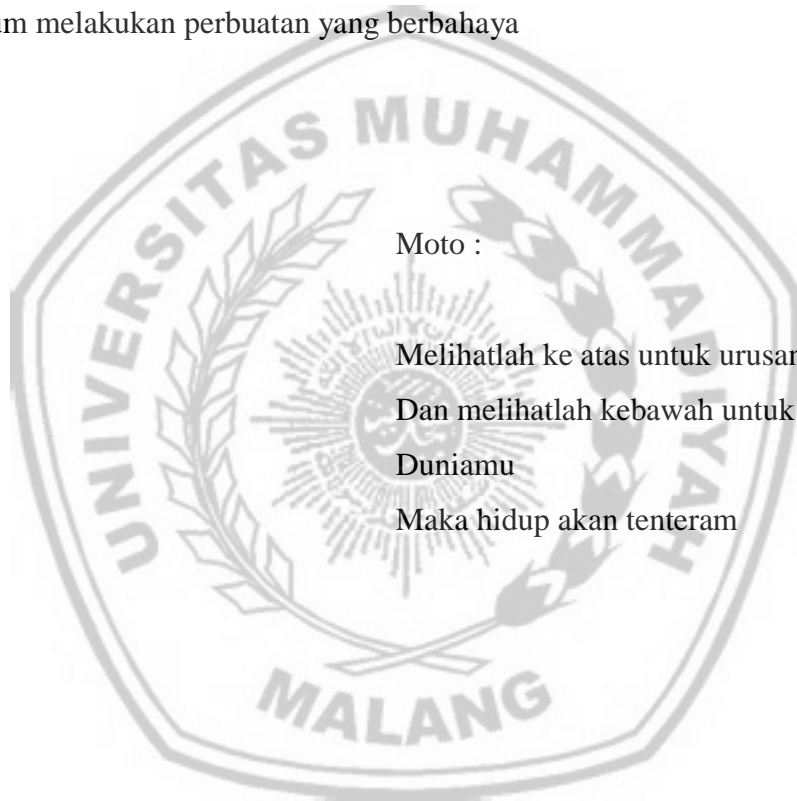 um melakukan perbuatan yang berbahaya
Moto :
Melihatlah ke atas untuk urusan
Dan melihatlah kebawah untuk
Duniamu
Maka hidup akan tenteram
UNIVERSITAS MUHAMMADIYAH
MALANG